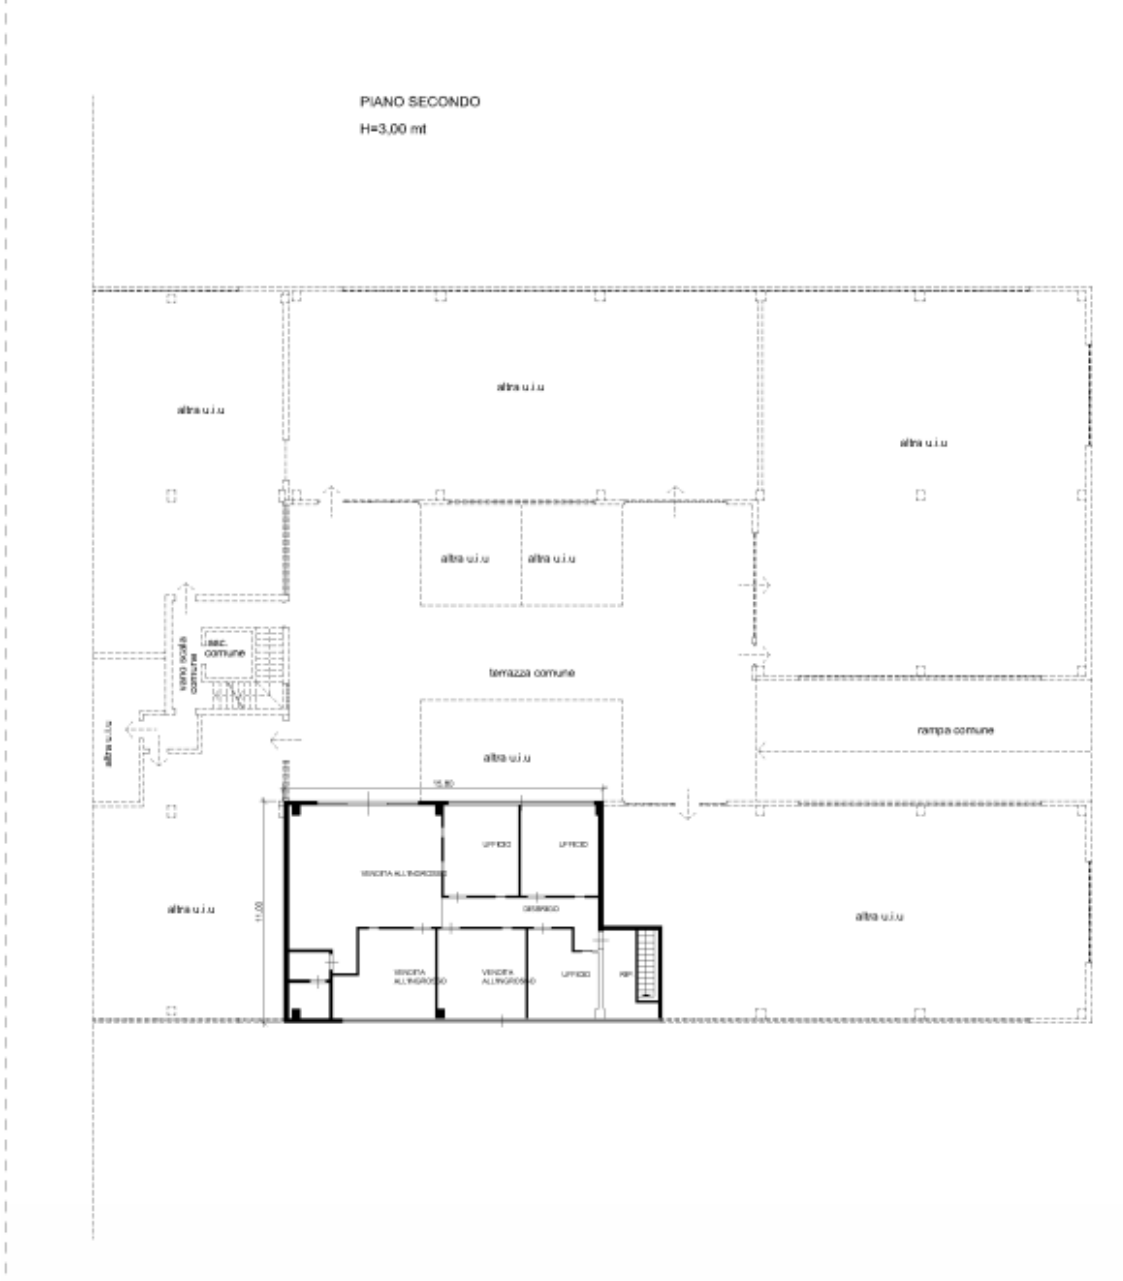 PIANO SECONDO
H=3,00 mt
altra u.i.u
altra u.i.u
altra u.i.u
altra u.i.u
altra u.i.u
asc.
comune
vano scala
comune
terrazza comune
altra u.i.u
rampa comune
altra u.i.u
15,80
UFFICIO
UFFICIO
VENDITA ALL'INGROSSO
11,00
altra u.i.u
DISIMPEGNO
altra u.i.u
VENDITA
ALL'INGROSSO
VENDITA
ALL'INGROSSO
UFFICIO
RIP.